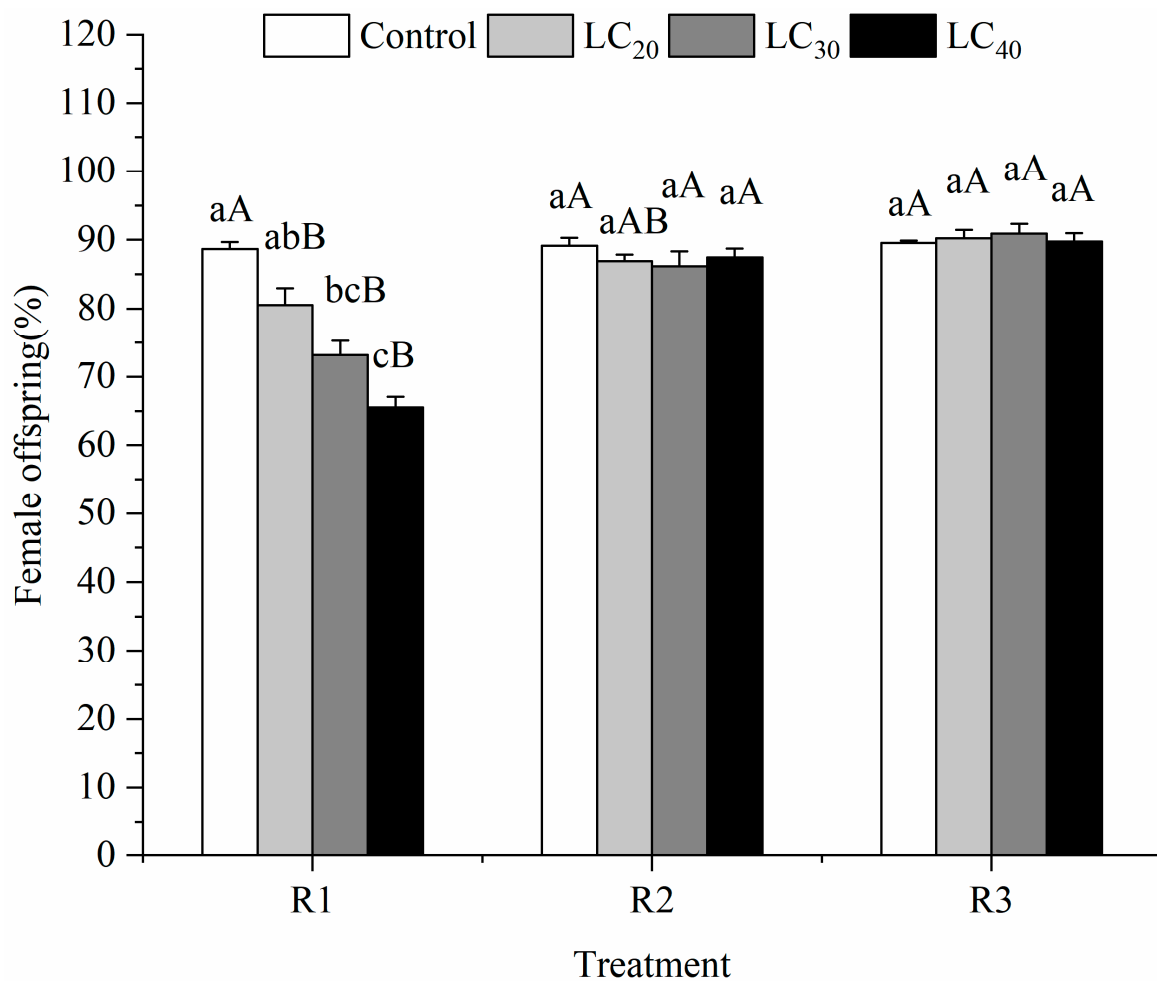 Control LC20 LC30 LC40
120
110
100
90
80
70
60
50
40
30
20
10
0
Female offspring(%)
aA abB bcB cB
aA aAB aA aA
aA aA aA aA
R1 R2 R3
Treatment